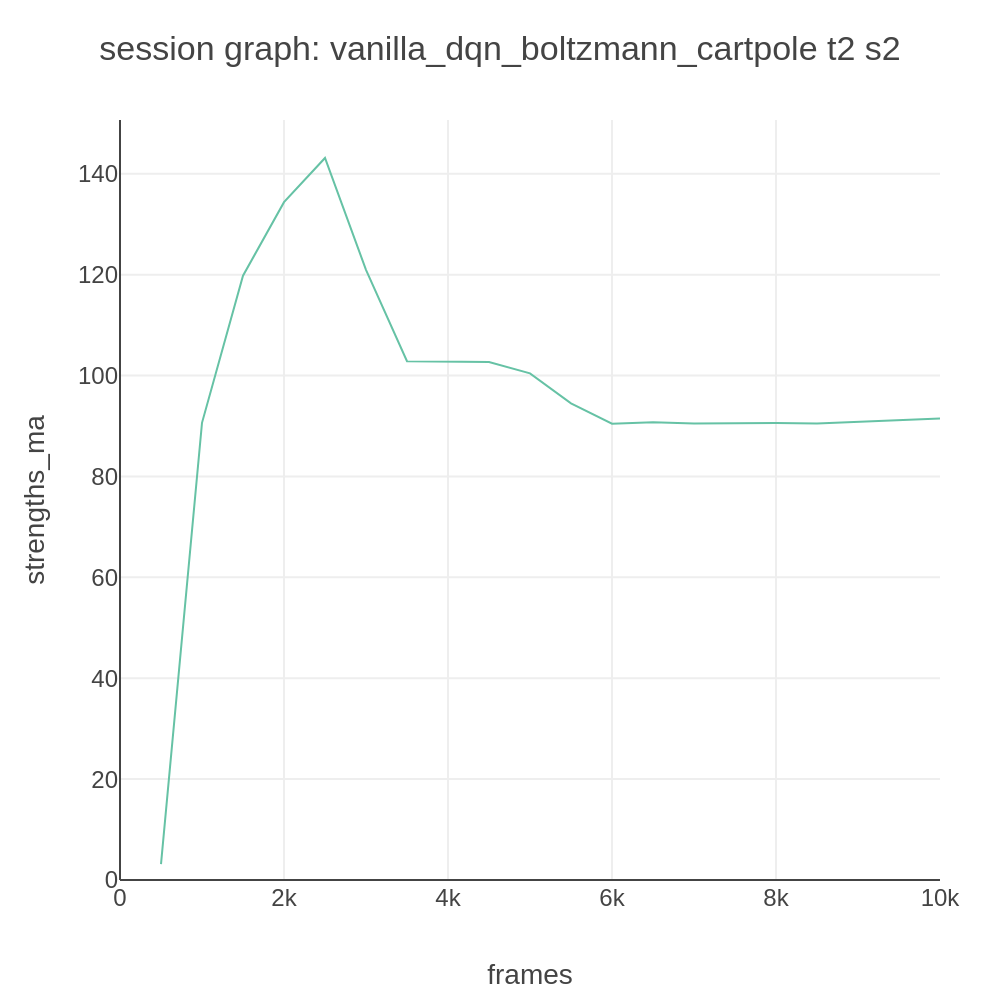 session graph: vanilla_dqn_boltzmann_cartpole t2 s2
140
120
100
80
60
40
20
0
0
2k
4k
6k
8k
10k
strengths_ma
frames